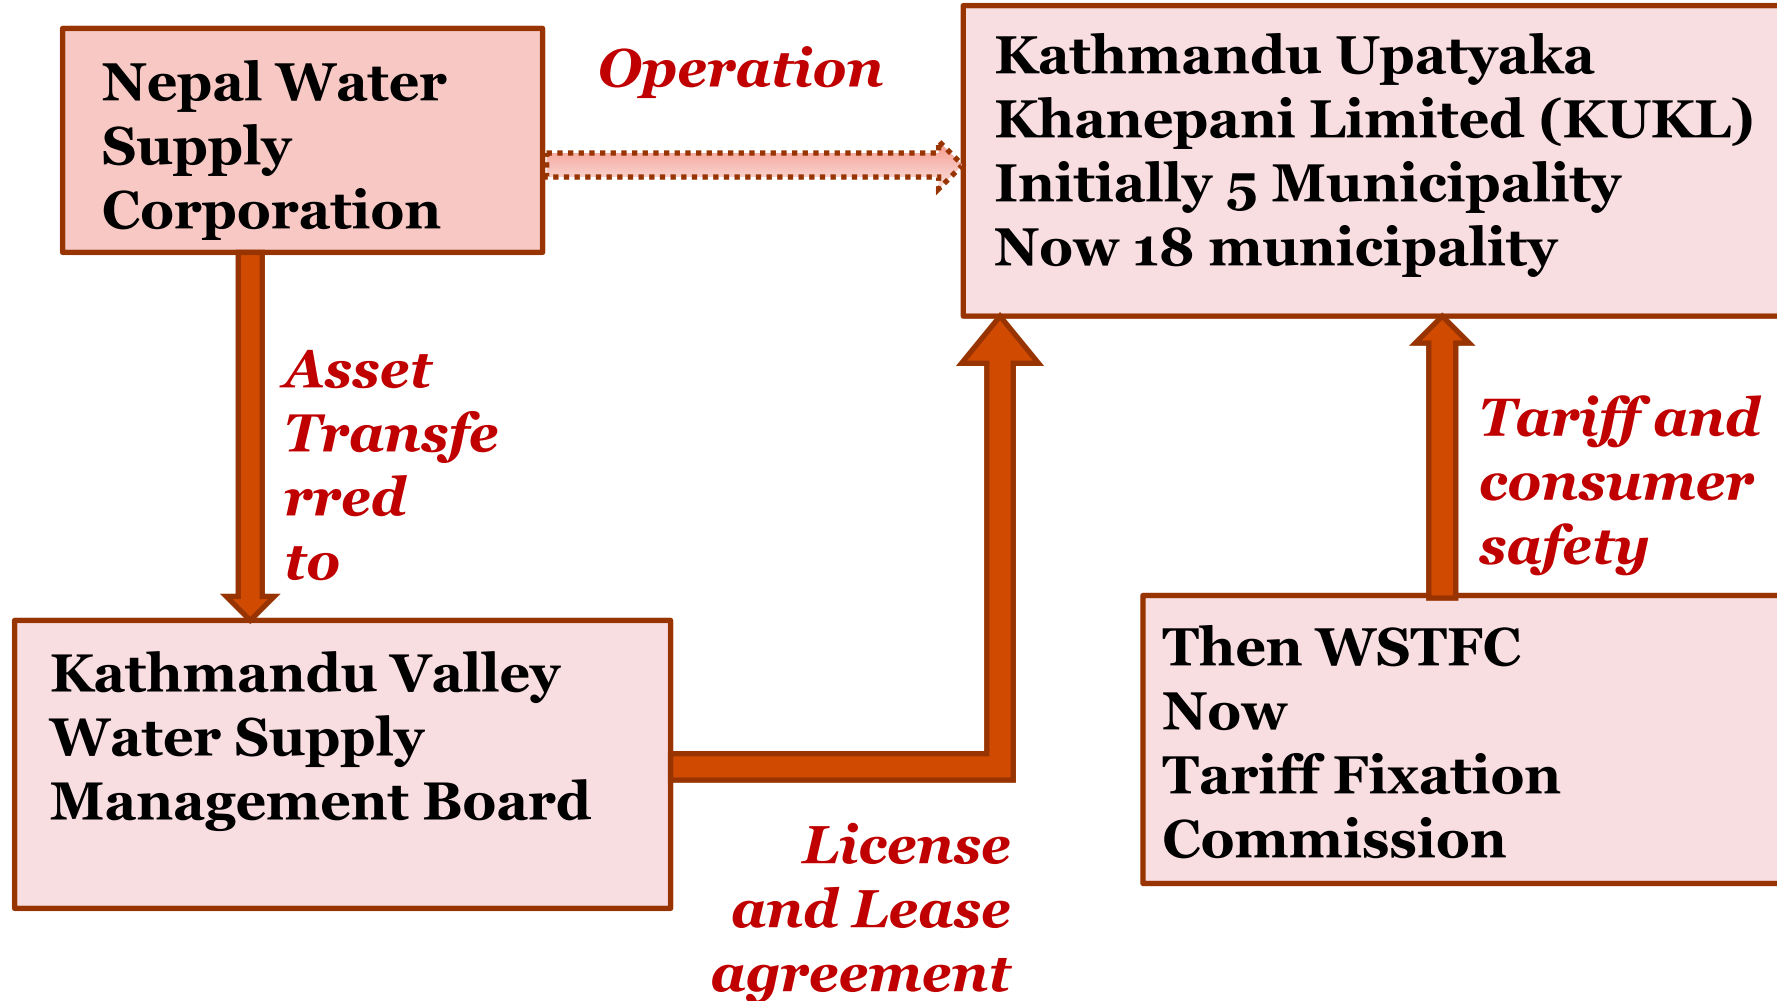 Nepal Water
Supply
Corporation
Operation
Kathmandu Upatyaka
Khanepani Limited (KUKL)
Initially 5 Municipality
Now 18 municipality
Asset
Transfe
rred
to
Tariff and
consumer
safety
Kathmandu Valley
Water Supply
Management Board
License
and Lease
agreement
Then WSTFC
Now
Tariff Fixation
Commission